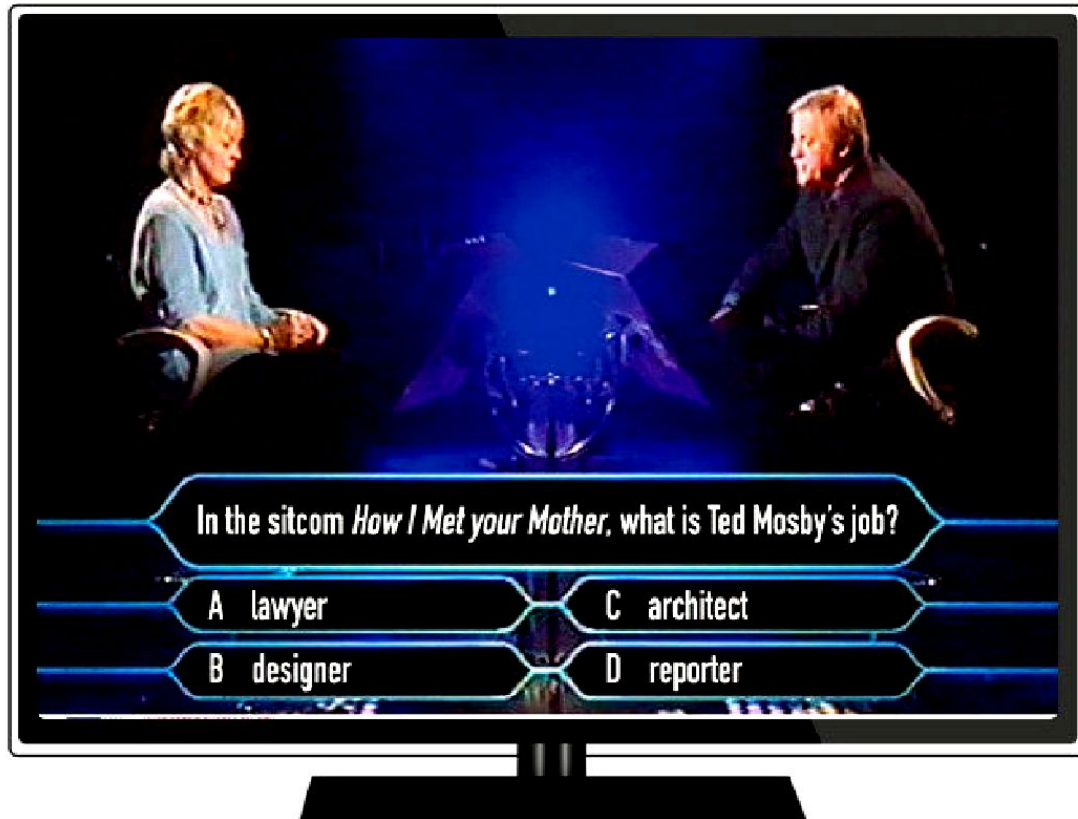 In the sitcom How I Met your Mother, what is Ted Mosby's job?
A lawyer
C architect
B designer
D reporter